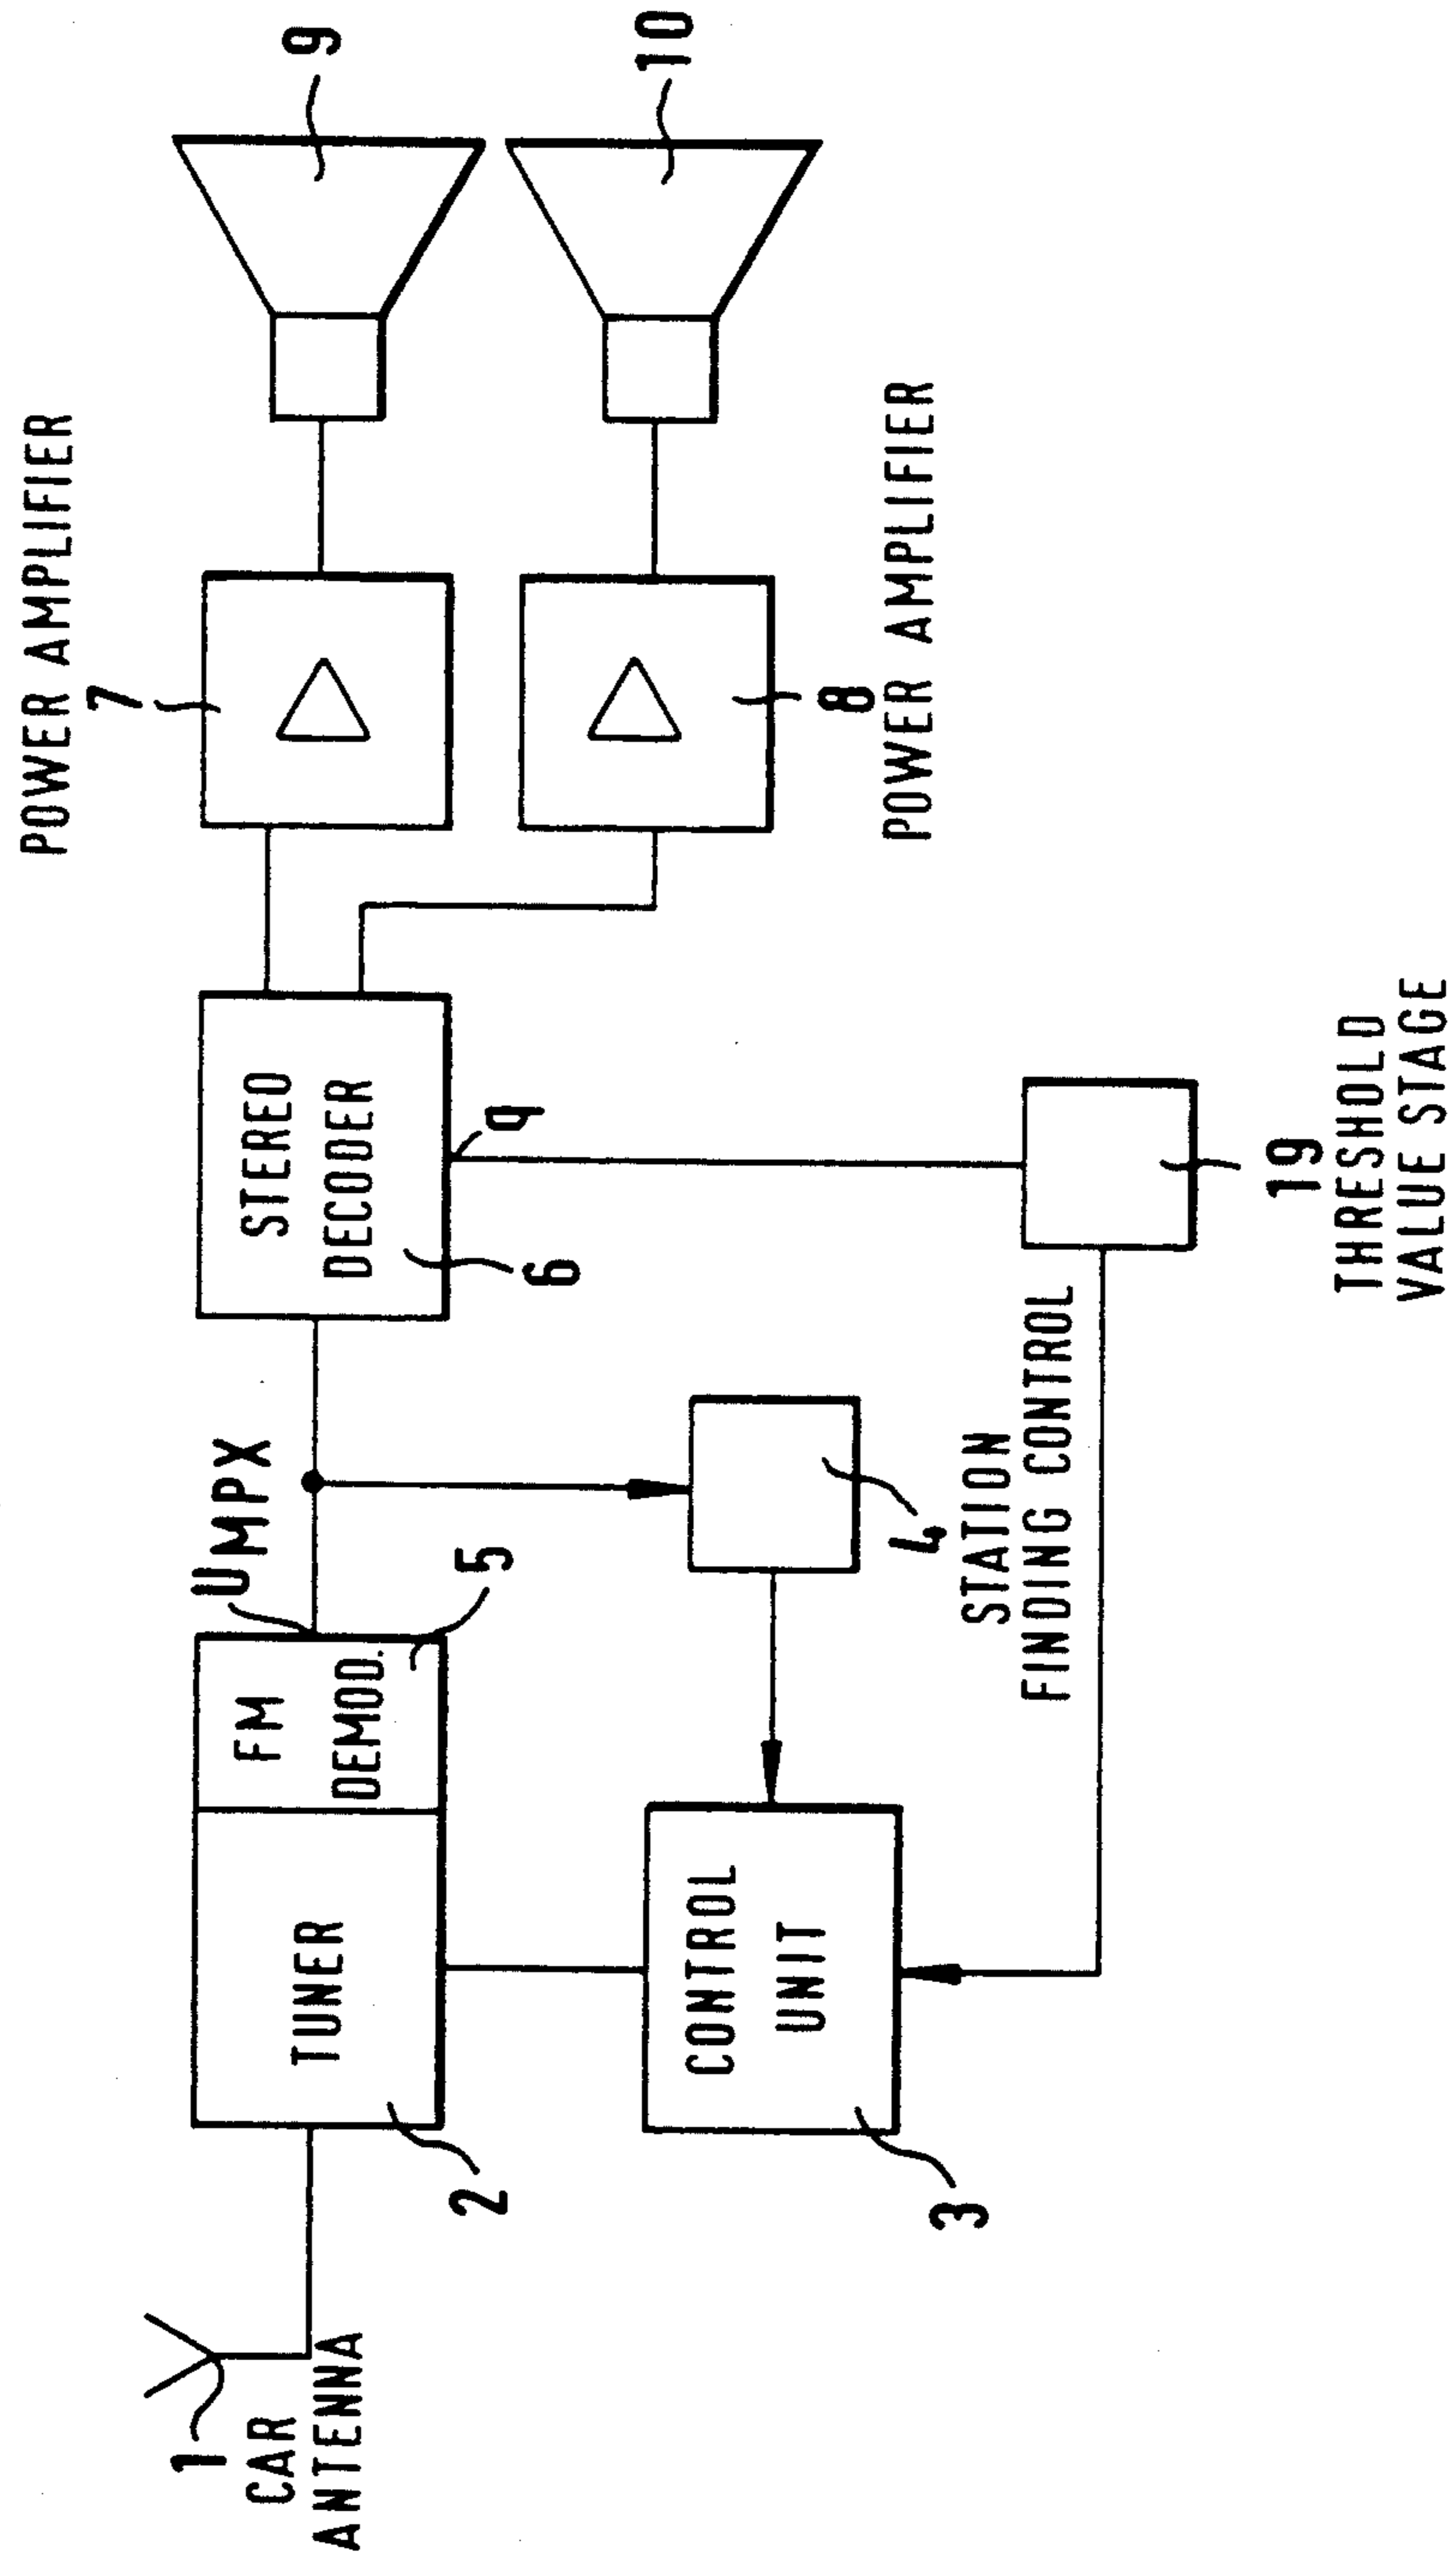 1
CAR
ANTENNA
TUNER
2
FM
DEMOD.
5
UMPX
CONTROL
UNIT
3
4
STATION
FINDING CONTROL
STEREO
DECODER
6
q
19
THRESHOLD
VALUE STAGE
POWER AMPLIFIER
7
8
POWER AMPLIFIER
9
10